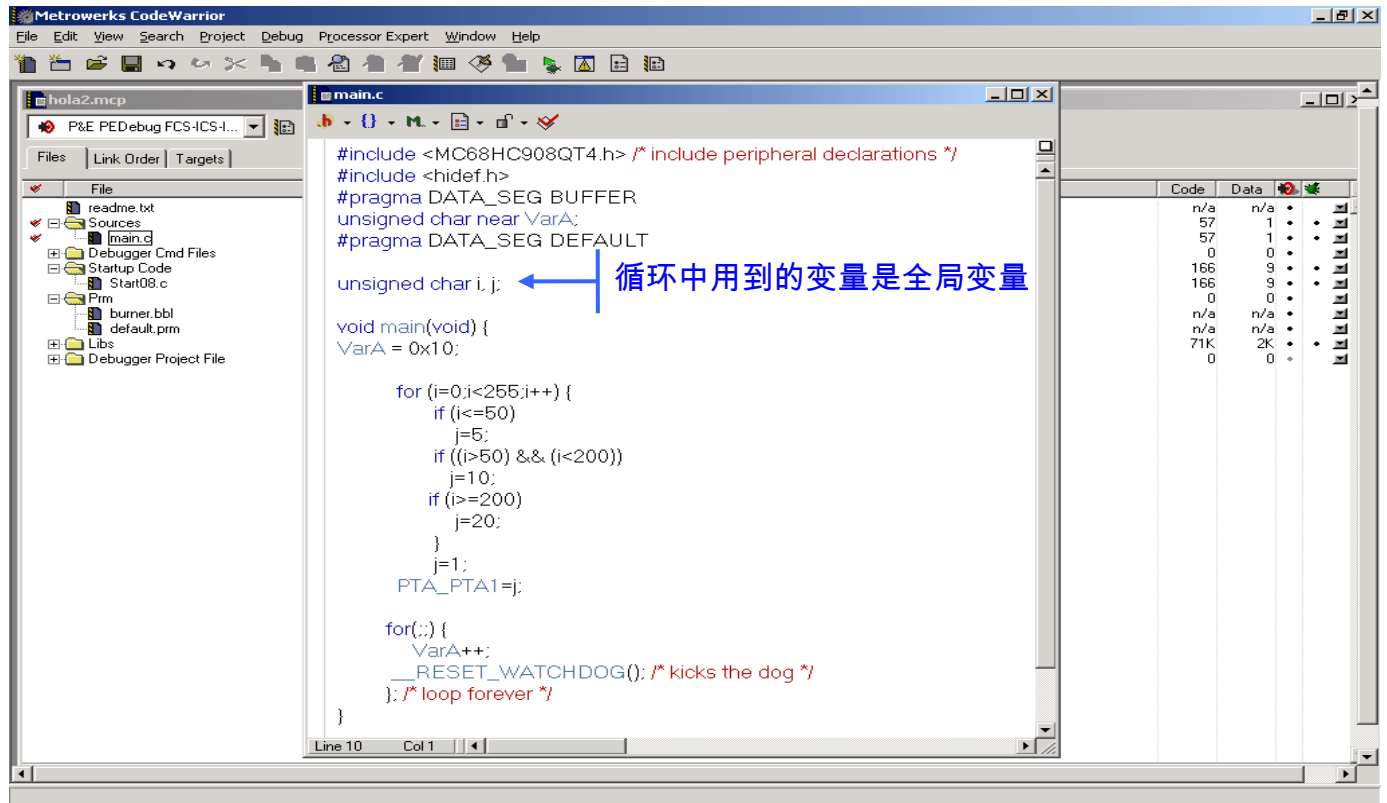 Metrowerks CodeWarrior
File Edit View Search Project Debug Processor Expert Window Help
hola2.mcp
P&E PEDebug FCS-ICS-I...
Files Link Order Targets
File Code Data
readme.txt n/a n/a
Sources 57 1
main.c 57 1
Debugger Cmd Files 0 0
Startup Code 166 9
Start08.c 166 9
Prm 0 0
burner.bbl n/a n/a
default.prm n/a n/a
Libs 71K 2K
Debugger Project File 0 0
main.c
#include <MC68HC908QT4.h> /* include peripheral declarations */
#include <hidef.h>
#pragma DATA_SEG BUFFER
unsigned char near VarA;
#pragma DATA_SEG DEFAULT
unsigned char i, j;
循环中用到的变量是全局变量
void main(void) {
VarA = 0x10;
for (i=0;i<255;i++) {
if (i<=50)
j=5;
if ((i>50) && (i<200))
j=10;
if (i>=200)
j=20;
}
j=1;
PTA_PTA1=j;
for(;;) {
VarA++;
__RESET_WATCHDOG(); /* kicks the dog */
}; /* loop forever */
}
Line 10 Col 1